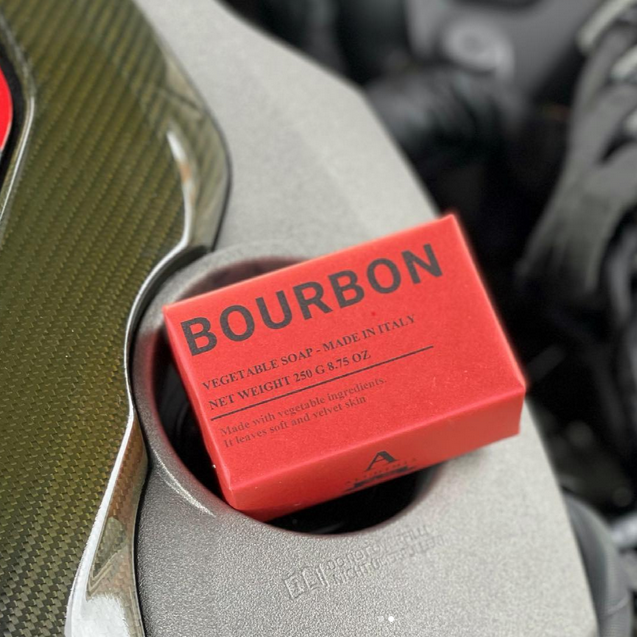 BOURBON
VEGETABLE SOAP - MADE IN ITALY
NET WEIGHT 250 G 8.75 OZ
Made with vegetable ingredients.
It leaves soft and velvet skin
A